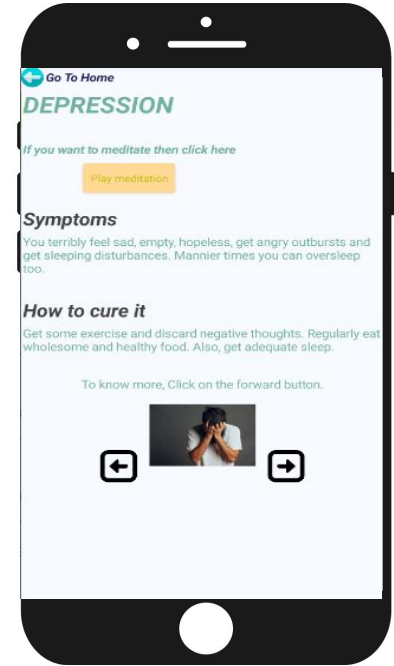 Go To Home
DEPRESSION
If you want to meditate then click here
Play meditation
Symptoms
You terribly feel sad, empty, hopeless, get angry outbursts and
get sleeping disturbances. Mannier times you can oversleep
too.
How to cure it
Get some exercise and discard negative thoughts. Regularly eat
wholesome and healthy food. Also, get adequate sleep.
To know more, Click on the forward button.